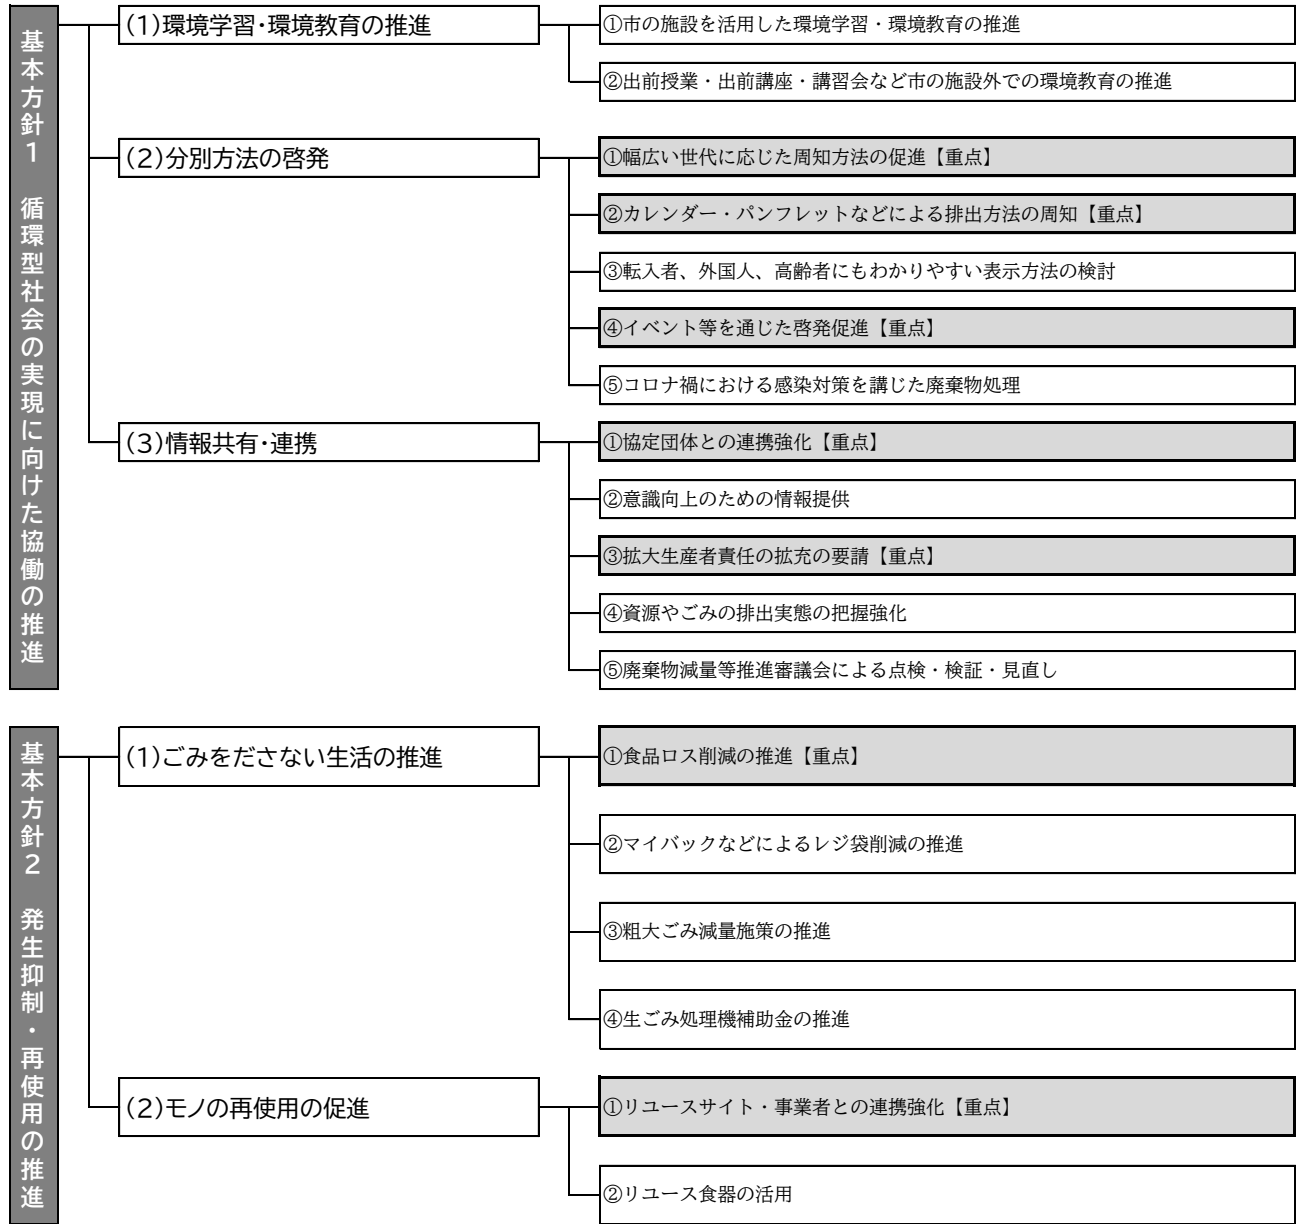 基本方針1 循環型社会の実現に向けた協働の推進
(1)環境学習・環境教育の推進
①市の施設を活用した環境学習・環境教育の推進
②出前授業・出前講座・講習会など市の施設外での環境教育の推進
(2)分別方法の啓発
①幅広い世代に応じた周知方法の促進【重点】
②カレンダー・パンフレットなどによる排出方法の周知【重点】
③転入者、外国人、高齢者にもわかりやすい表示方法の検討
④イベント等を通じた啓発促進【重点】
⑤コロナ禍における感染対策を講じた廃棄物処理
(3)情報共有・連携
①協定団体との連携強化【重点】
②意識向上のための情報提供
③拡大生産者責任の拡充の要請【重点】
④資源やごみの排出実態の把握強化
⑤廃棄物減量等推進審議会による点検・検証・見直し
基本方針2 発生抑制・再使用の推進
(1)ごみをださない生活の推進
①食品ロス削減の推進【重点】
②マイバックなどによるレジ袋削減の推進
③粗大ごみ減量施策の推進
④生ごみ処理機補助金の推進
(2)モノの再使用の促進
①リユースサイト・事業者との連携強化【重点】
②リユース食器の活用